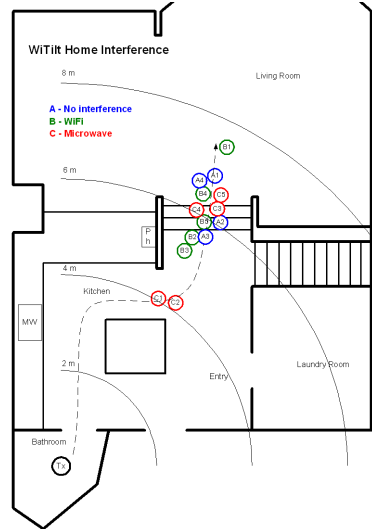 WiTilt Home Interference
Living Room
8 m
A - No interference
B - WiFi
C - Microwave
B1
6 m
A4
A1
B4
C5
C4
C3
B5
A2
P
h
B2
A3
B3
4 m
Kitchen
C1
C2
MW
2 m
Entry
Laundry Room
Bathroom
Tx